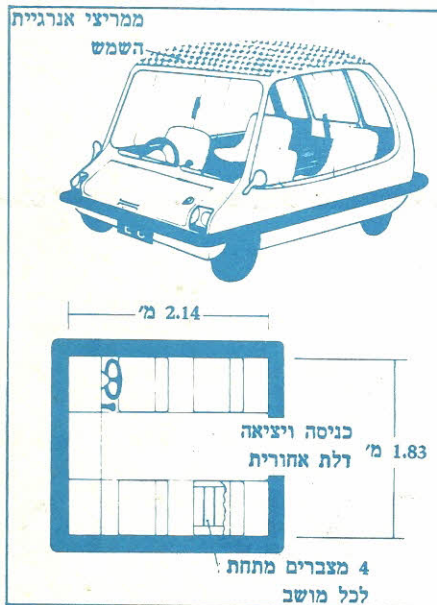 ממריצי אנרגיית
השמש
2.14 מ'
כניסה ויציאה
דלת אחורית
1.83 מ'
4 מצברים מתחת
לכל מושב